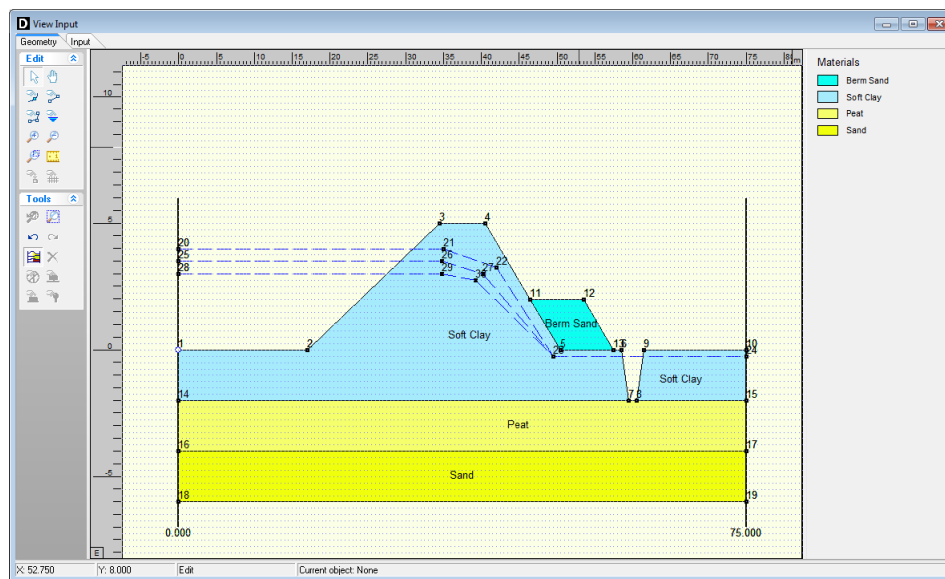 View Input
Geometry Input
Edit
Tools
-5 0 5 10 15 20 25 30 35 40 45 50 55 60 65 70 75 m
10
5
0
-5
3 4
20 21
25 26 27 22
28 29
11 12
Berm Sand
Soft Clay
1 2 5 13 6 9 10
24
Soft Clay
14 7 8 15
Peat
16 17
Sand
18 19
0.000 75.000
E
Materials
Berm Sand
Soft Clay
Peat
Sand
X: 52.750 Y: 8.000 Edit Current object: None